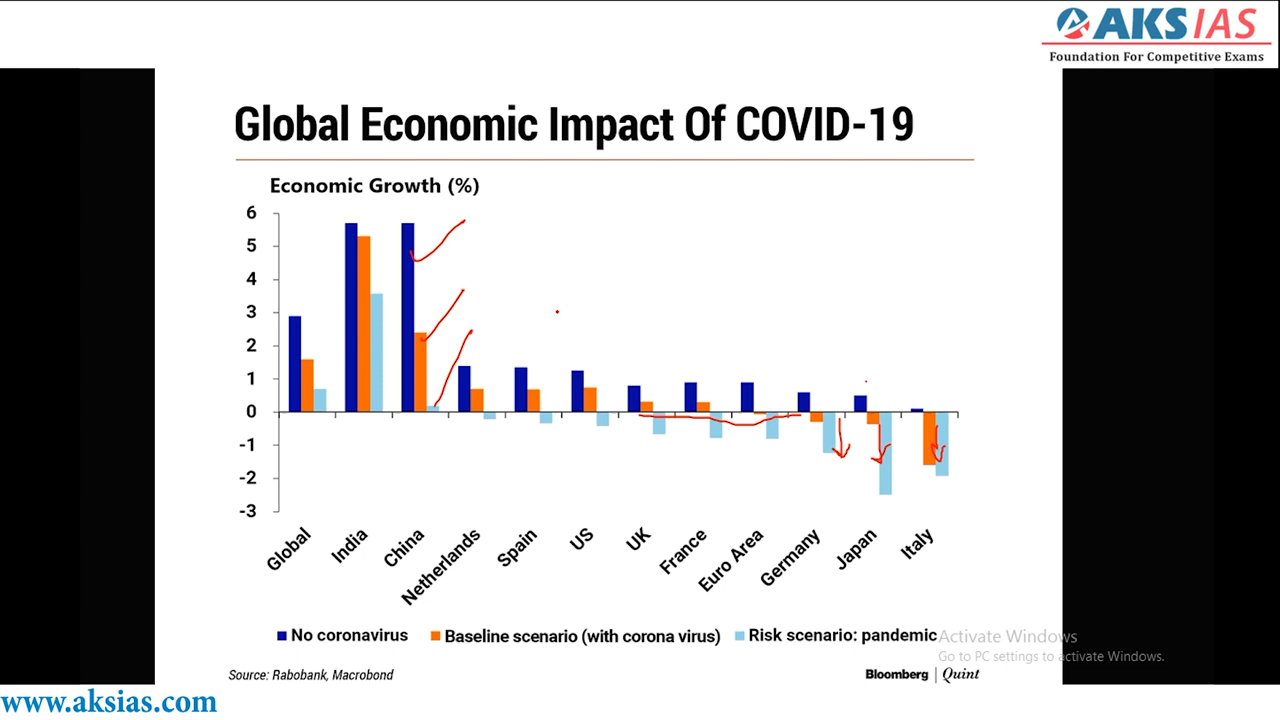 AKS IAS
Foundation For Competitive Exams
Global Economic Impact Of COVID-19
Economic Growth (%)
6
5
4
3
2
1
0
-1
-2
-3
Global
India
China
Netherlands
Spain
US
UK
France
Euro Area
Germany
Japan
Italy
No coronavirus
Baseline scenario (with corona virus)
Risk scenario: pandemic
Activate Windows
Go to PC settings to activate Windows.
Source: Rabobank, Macrobond
Bloomberg | Quint
www.aksias.com